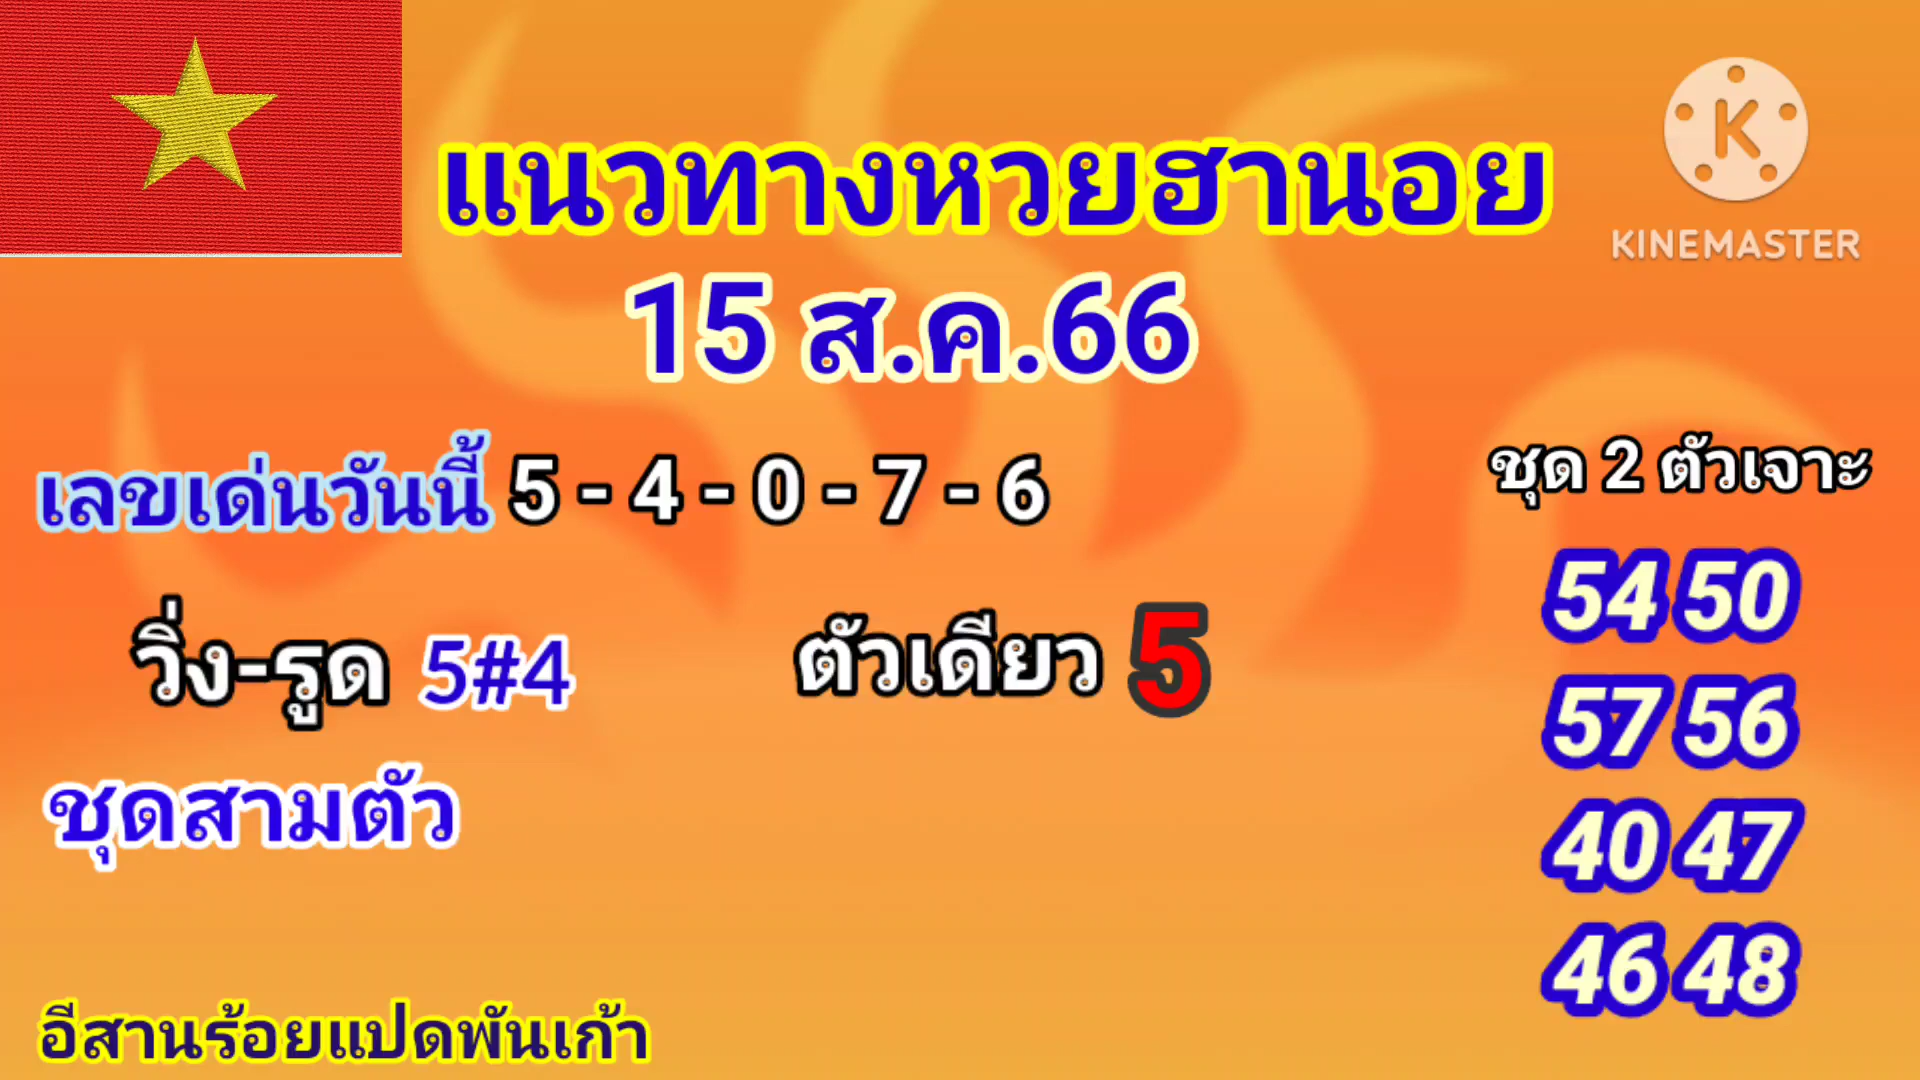 แนวทางหวยฮานอย
KINEMASTER
15 ส.ค.66
เลขเด่นวันนี้ 5 - 4 - 0 - 7 - 6
วิ่ง-รูด 5#4
ตัวเดียว 5
ชุดสามตัว
ชุด 2 ตัวเจาะ
54 50
57 56
40 47
46 48
อีสานร้อยแปดพันเก้า